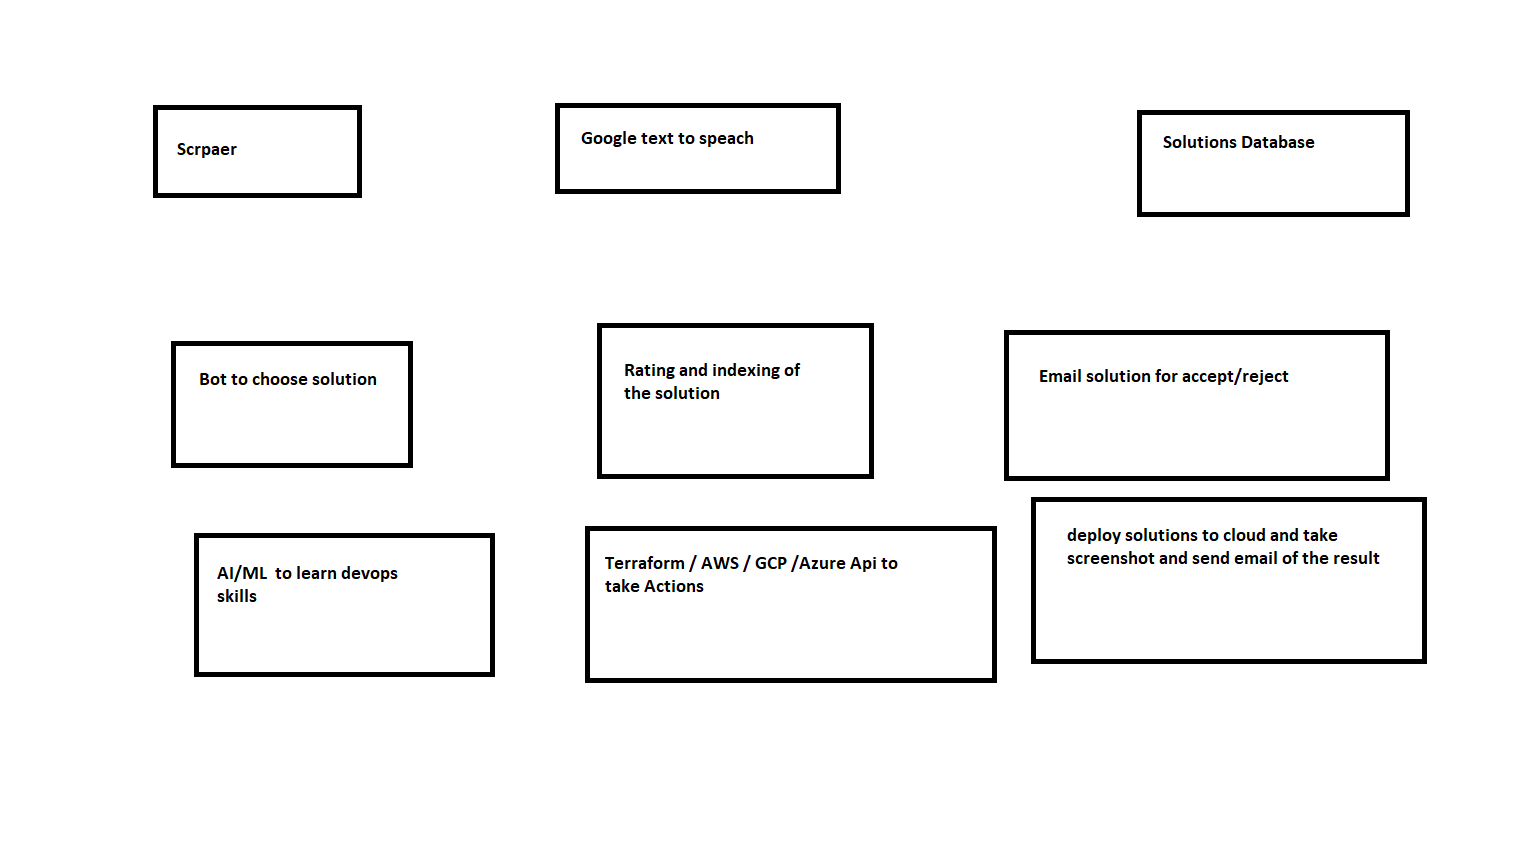 Scrpaer
Google text to speach
Solutions Database
Bot to choose solution
Rating and indexing of
the solution
Email solution for accept/reject
AI/ML  to learn devops
skills
Terraform / AWS / GCP /Azure Api to
take Actions
deploy solutions to cloud and take
screenshot and send email of the result